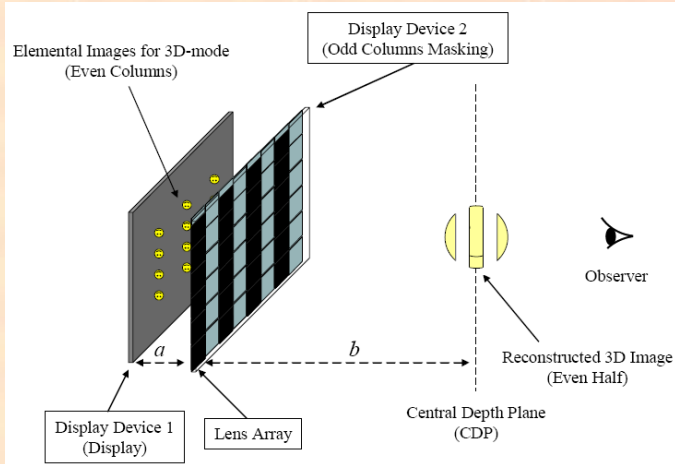 Elemental Images for 3D-mode
(Even Columns)
Display Device 2
(Odd Columns Masking)
Observer
a
b
Reconstructed 3D Image
(Even Half)
Display Device 1
(Display)
Lens Array
Central Depth Plane
(CDP)